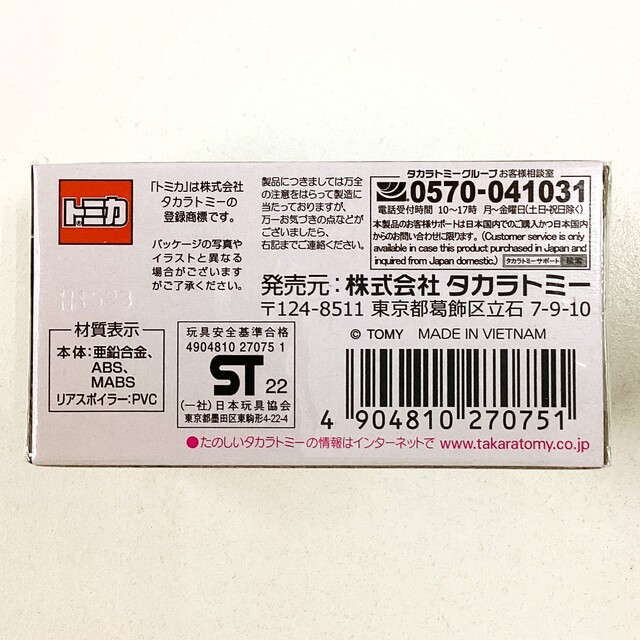 トミカ
「トミカ」は株式会社
タカラトミーの
登録商標です。
パッケージの写真や
イラストと異なる
場合がございます
がご了承ください。
製品につきましては万全
の注意をはらって製造に
当たっておりますが、
万一お気づきの点などが
ございましたら、
右記までご連絡ください。
タカラトミーグループ お客様相談室
0570-041031
電話受付時間 10〜17時 月〜金曜日(土日・祝日除く)
本製品のお客様サポートは日本国内でのご購入かつ日本国内
からのお問い合わせに限ります。(Customer service is only
available in case this product purchased in Japan and
inquired from Japan domestic.) タカラトミーサポート 検索
発売元:株式会社 タカラトミー
〒124-8511 東京都葛飾区立石 7-9-10
© TOMY MADE IN VIETNAM
材質表示
本体:亜鉛合金、
ABS、
MABS
リアスポイラー:PVC
玩具安全基準合格
4904810 27075 1
ST 22
(一社)日本玩具協会
東京都墨田区東駒形4-22-4
4 904810 270751
●たのしいタカラトミーの情報はインターネットで www.takaratomy.co.jp